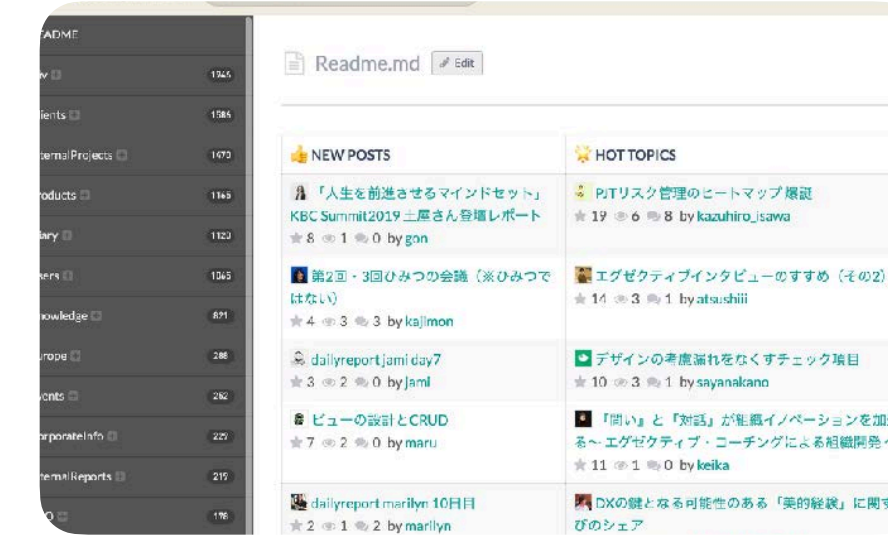 ADME
1945
ients
1586
ternalProjects
1473
oducts
1165
iary
1123
sers
1065
nowledge
821
urope
288
ents
262
orporateInfo
227
ternalReports
219
O
178
Readme.md Edit
NEW POSTS
「人生を前進させるマインドセット」
KBC Summit2019 土屋さん登壇レポート
8 1 0 by gon
第2回・3回ひみつの会議(※ひみつで
はない)
4 3 3 by kajimon
dailyreport jami day7
3 2 0 by jami
ビューの設計とCRUD
7 2 0 by maru
dailyreport marilyn 10日目
2 1 2 by marilyn
HOT TOPICS
PJTリスク管理のヒートマップ爆誕
19 6 8 by kazuhiro_isawa
エグゼクティブインタビューのすすめ(その2)
14 3 1 by atsushiii
デザインの考慮漏れをなくすチェック項目
10 3 1 by sayanakano
「問い」と「対話」が組織イノベーションを加
る〜エグゼクティブ・コーチングによる組織開発
11 1 0 by keika
DXの鍵となる可能性のある「美的経験」に関す
びのシェア